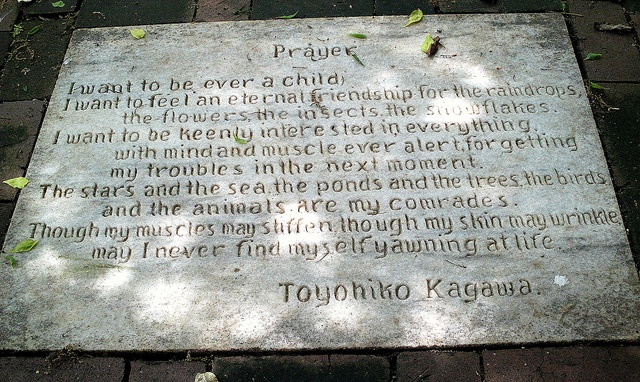 Prayer
I want to be ever a child,
I want to feel an eternal friendship for the raindrops,
the flowers, the insects, the snowflakes.
I want to be keenly interested in everything,
with mind and muscle ever alert, forgetting
my troubles in the next moment.
The stars and the sea, the ponds and the trees, the birds
and the animals, are my comrades.
Though my muscles may stiffen, though my skin may wrinkle,
may I never find myself yawning at life.
Toyohiko Kagawa.